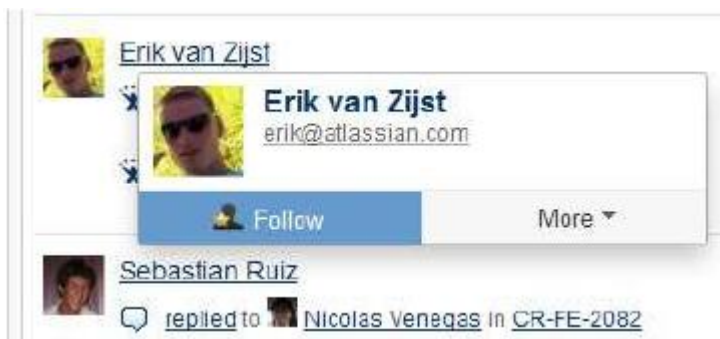 Erik van Zijst
Erik van Zijst
erik@atlassian.com
Follow
More
Sebastian Ruiz
replied to Nicolas Venegas in CR-FE-2082